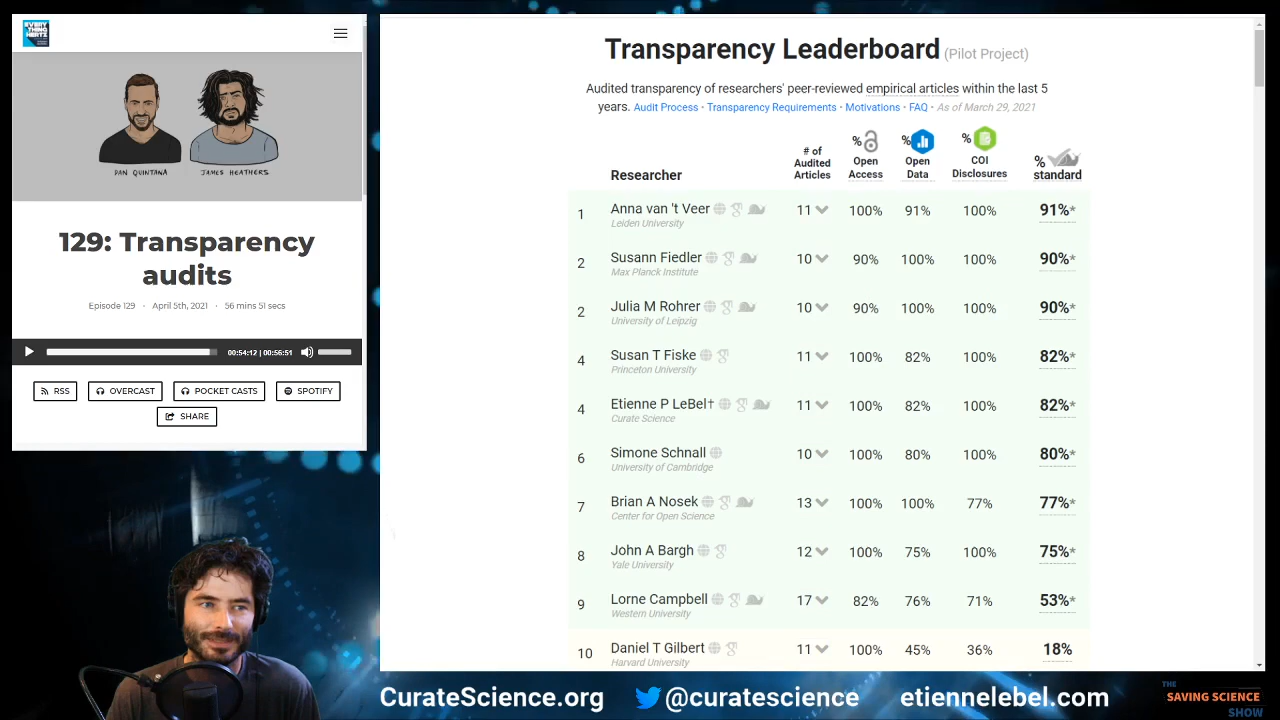 EVERY
THING
HERTZ
DAN QUINTANA
JAMES HEATHERS
129: Transparency
audits
Episode 129 · April 5th, 2021 · 56 mins 51 secs
00:54:12 | 00:56:51
RSS
OVERCAST
POCKET CASTS
SPOTIFY
SHARE
Transparency Leaderboard (Pilot Project)
Audited transparency of researchers' peer-reviewed empirical articles within the last 5
years. Audit Process · Transparency Requirements · Motivations · FAQ · As of March 29, 2021
Researcher # of Audited Articles % Open Access % Open Data % COI Disclosures % standard
1 Anna van 't Veer 11 100% 91% 100% 91%*
Leiden University
2 Susann Fiedler 10 90% 100% 100% 90%*
Max Planck Institute
2 Julia M Rohrer 10 90% 100% 100% 90%*
University of Leipzig
4 Susan T Fiske 11 100% 82% 100% 82%*
Princeton University
4 Etienne P LeBel† 11 100% 82% 100% 82%*
Curate Science
6 Simone Schnall 10 100% 80% 100% 80%*
University of Cambridge
7 Brian A Nosek 13 100% 100% 77% 77%*
Center for Open Science
8 John A Bargh 12 100% 75% 100% 75%*
Yale University
9 Lorne Campbell 17 82% 76% 71% 53%*
Western University
10 Daniel T Gilbert 11 100% 45% 36% 18%
Harvard University
CurateScience.org @curatescience etiennelebel.com
THE
SAVING SCIENCE
SHOW